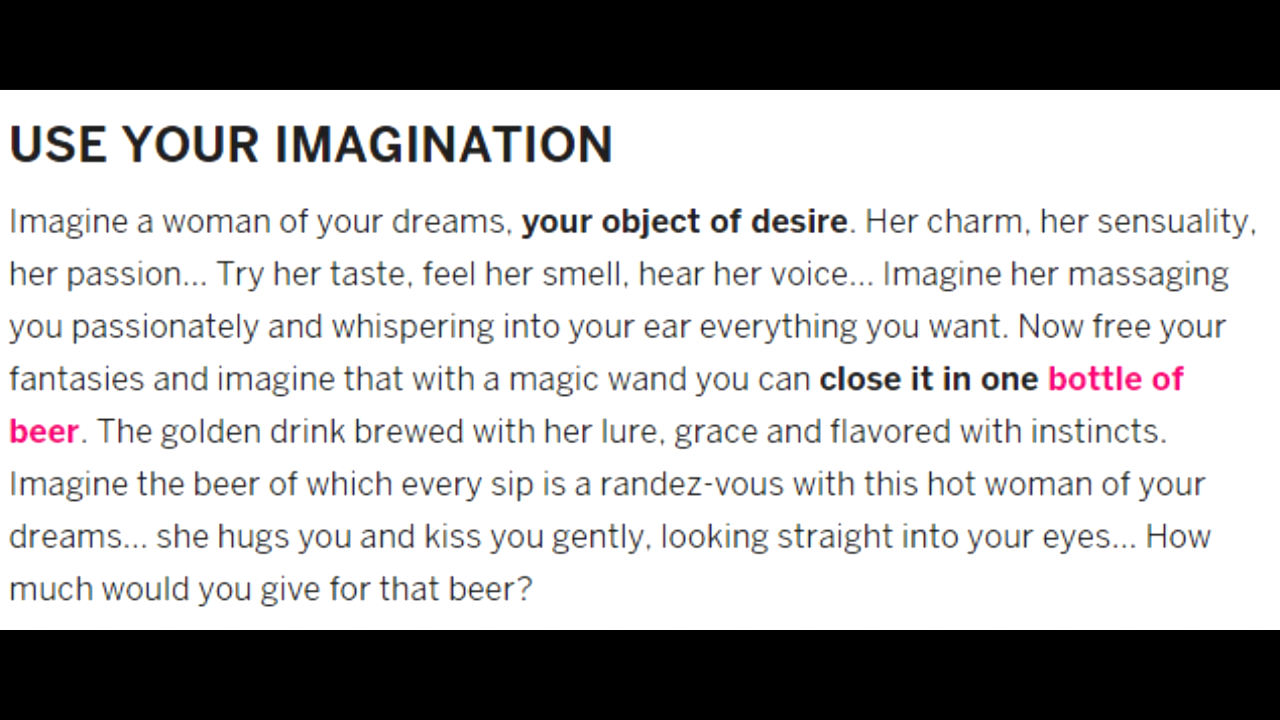 USE YOUR IMAGINATION
Imagine a woman of your dreams, your object of desire. Her charm, her sensuality,
her passion... Try her taste, feel her smell, hear her voice... Imagine her massaging
you passionately and whispering into your ear everything you want. Now free your
fantasies and imagine that with a magic wand you can close it in one bottle of
beer. The golden drink brewed with her lure, grace and flavored with instincts.
Imagine the beer of which every sip is a randez-vous with this hot woman of your
dreams... she hugs you and kiss you gently, looking straight into your eyes... How
much would you give for that beer?